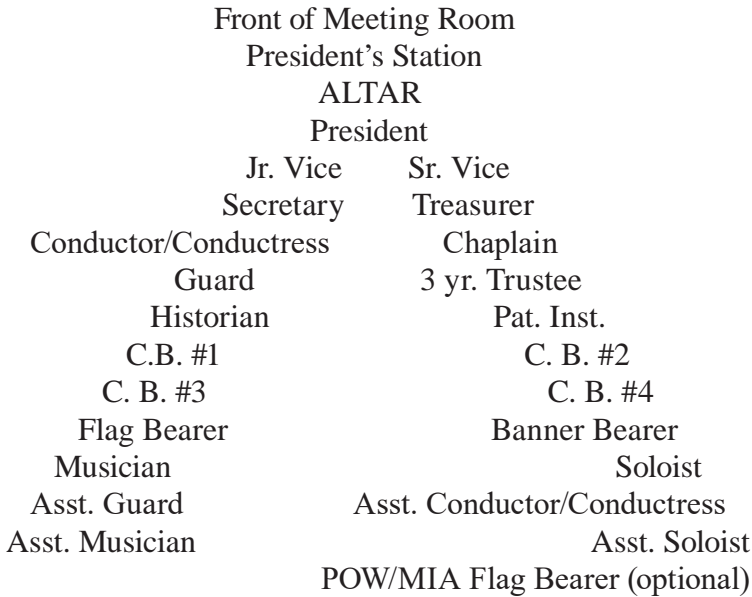 Front of Meeting Room
President’s Station
ALTAR
President
Jr. Vice Sr. Vice
Secretary Treasurer
Conductor/Conductress Chaplain
Guard 3 yr. Trustee
Historian Pat. Inst.
C.B. #1 C. B. #2
C. B. #3 C. B. #4
Flag Bearer Banner Bearer
Musician Soloist
Asst. Guard Asst. Conductor/Conductress
Asst. Musician Asst. Soloist
POW/MIA Flag Bearer (optional)